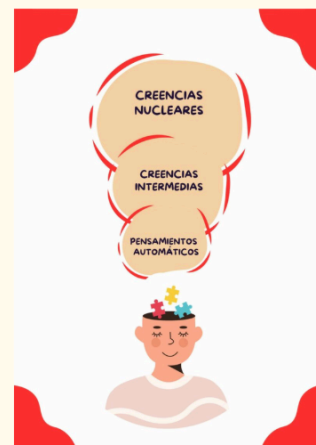 CREENCIAS
NUCLEARES
CREENCIAS
INTERMEDIAS
PENSAMIENTOS
AUTOMÁTICOS